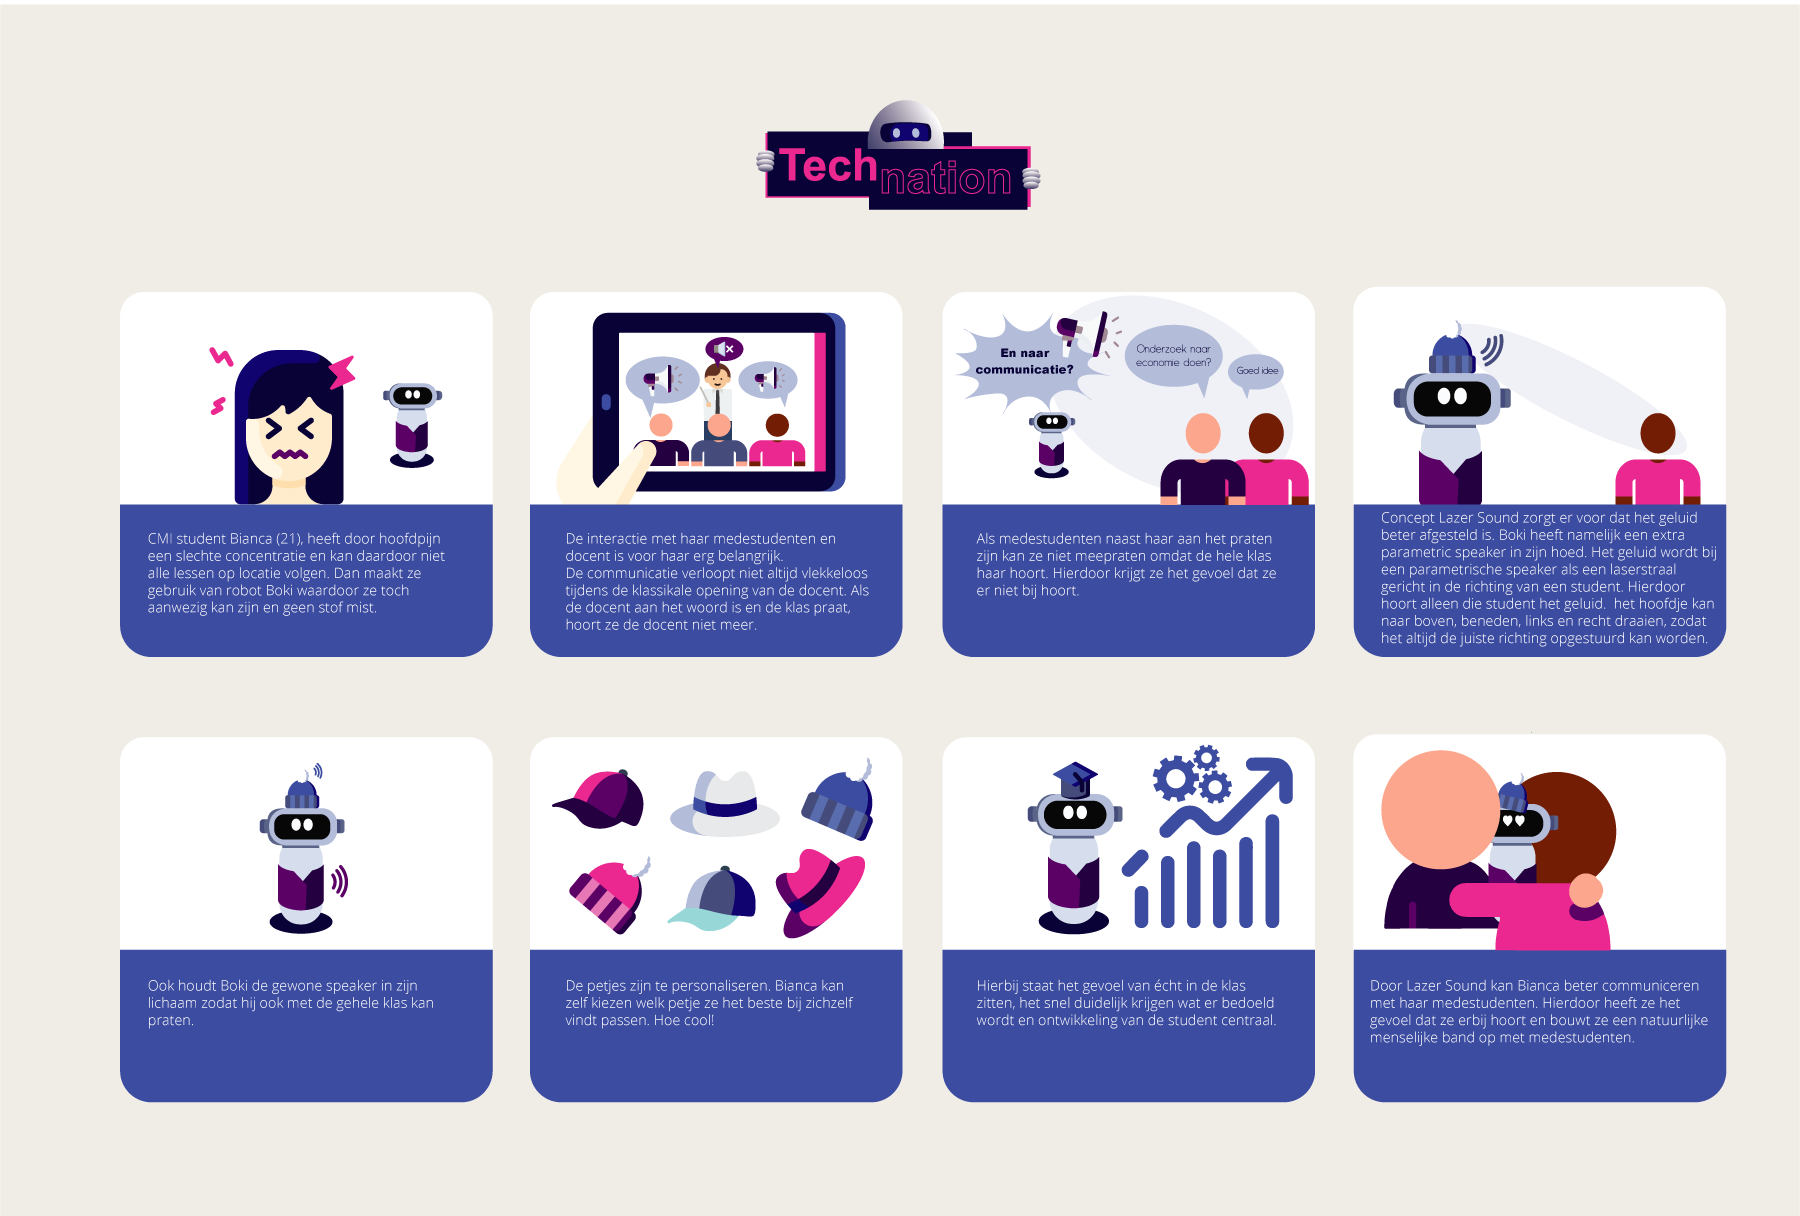 Tech
nation
En naar
communicatie?
Onderzoek naar
economie doen?
Goed idee
CMI student Bianca (21), heeft door hoofdpijn
een slechte concentratie en kan daardoor niet
alle lessen op locatie volgen. Dan maakt ze
gebruik van robot Boki waardoor ze toch
aanwezig kan zijn en geen stof mist.
De interactie met haar medestudenten en
docent is voor haar erg belangrijk.
De communicatie verloopt niet altijd vlekkeloos
tijdens de klassikale opening van de docent. Als
de docent aan het woord is en de klas praat,
hoort ze de docent niet meer.
Als medestudenten naast haar aan het praten
zijn kan ze niet meepraten omdat de hele klas
haar hoort. Hierdoor krijgt ze het gevoel dat ze
er niet bij hoort.
Concept Lazer Sound zorgt er voor dat het geluid
beter afgesteld is. Boki heeft namelijk een extra
parametric speaker in zijn hoed. Het geluid wordt bij
een parametrische speaker als een laserstraal
gericht in de richting van een student. Hierdoor
hoort alleen die student het geluid.  het hoofdje kan
naar boven, beneden, links en recht draaien, zodat
het altijd de juiste richting opgestuurd kan worden.
Ook houdt Boki de gewone speaker in zijn
lichaam zodat hij ook met de gehele klas kan
praten.
De petjes zijn te personaliseren. Bianca kan
zelf kiezen welk petje ze het beste bij zichzelf
vindt passen. Hoe cool!
Hierbij staat het gevoel van écht in de klas
zitten, het snel duidelijk krijgen wat er bedoeld
wordt en ontwikkeling van de student centraal.
Door Lazer Sound kan Bianca beter communiceren
met haar medestudenten. Hierdoor heeft ze het
gevoel dat ze erbij hoort en bouwt ze een natuurlijke
menselijke band op met medestudenten.